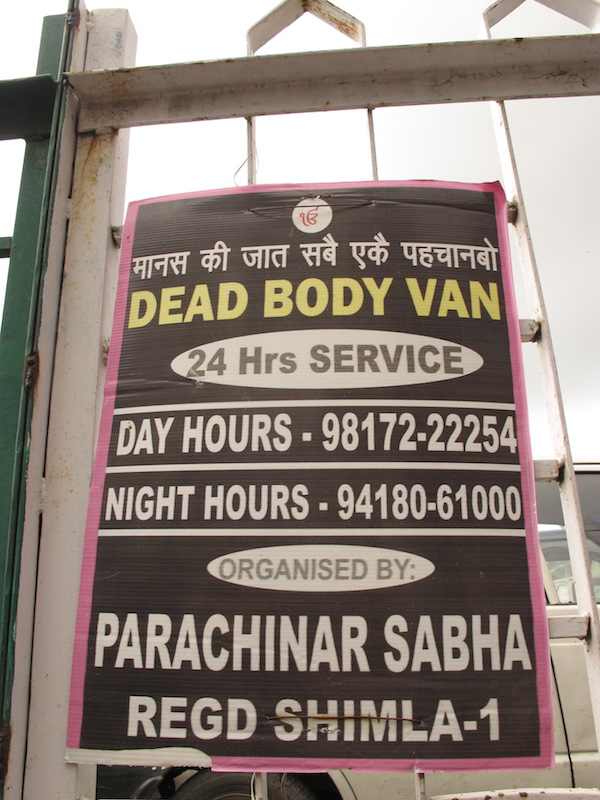 ੴ
मानस की जात सबै एकै पहचानबो
DEAD BODY VAN
24 Hrs SERVICE
DAY HOURS - 98172-22254
NIGHT HOURS - 94180-61000
ORGANISED BY:
PARACHINAR SABHA
REGD SHIMLA-1